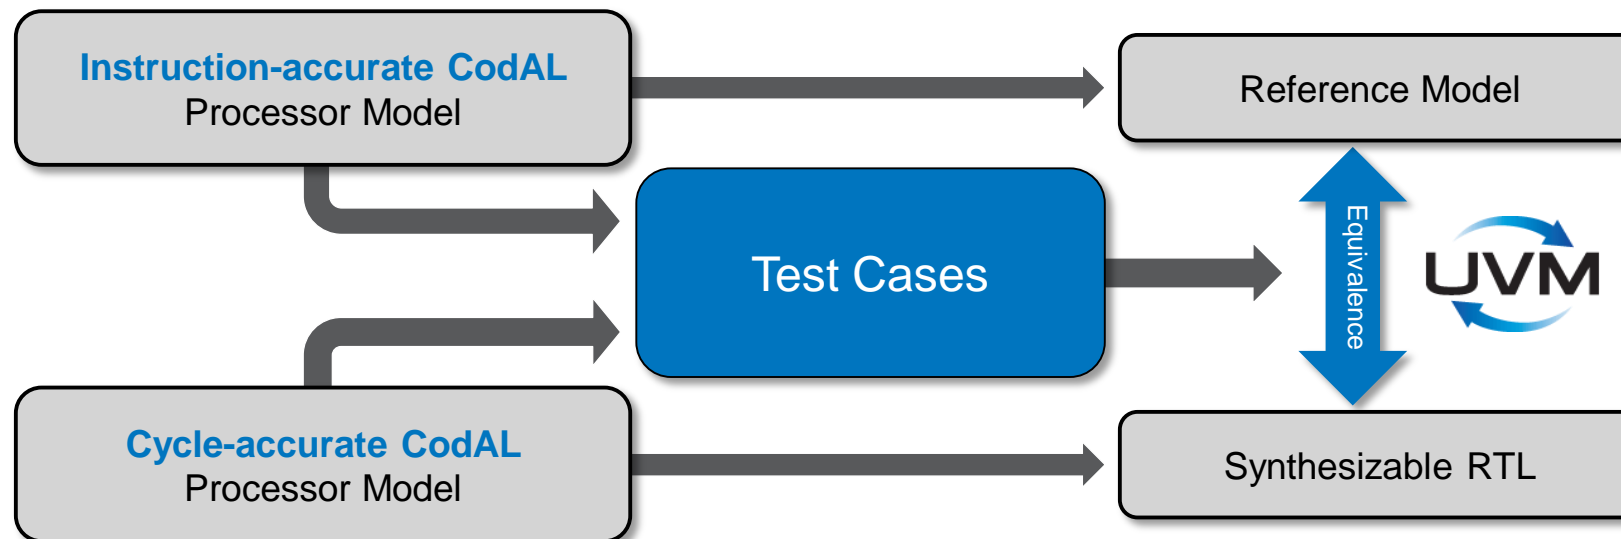 Instruction-accurate CodAL
Processor Model
Reference Model
Test Cases
Equivalence
UVM
Cycle-accurate CodAL
Processor Model
Synthesizable RTL